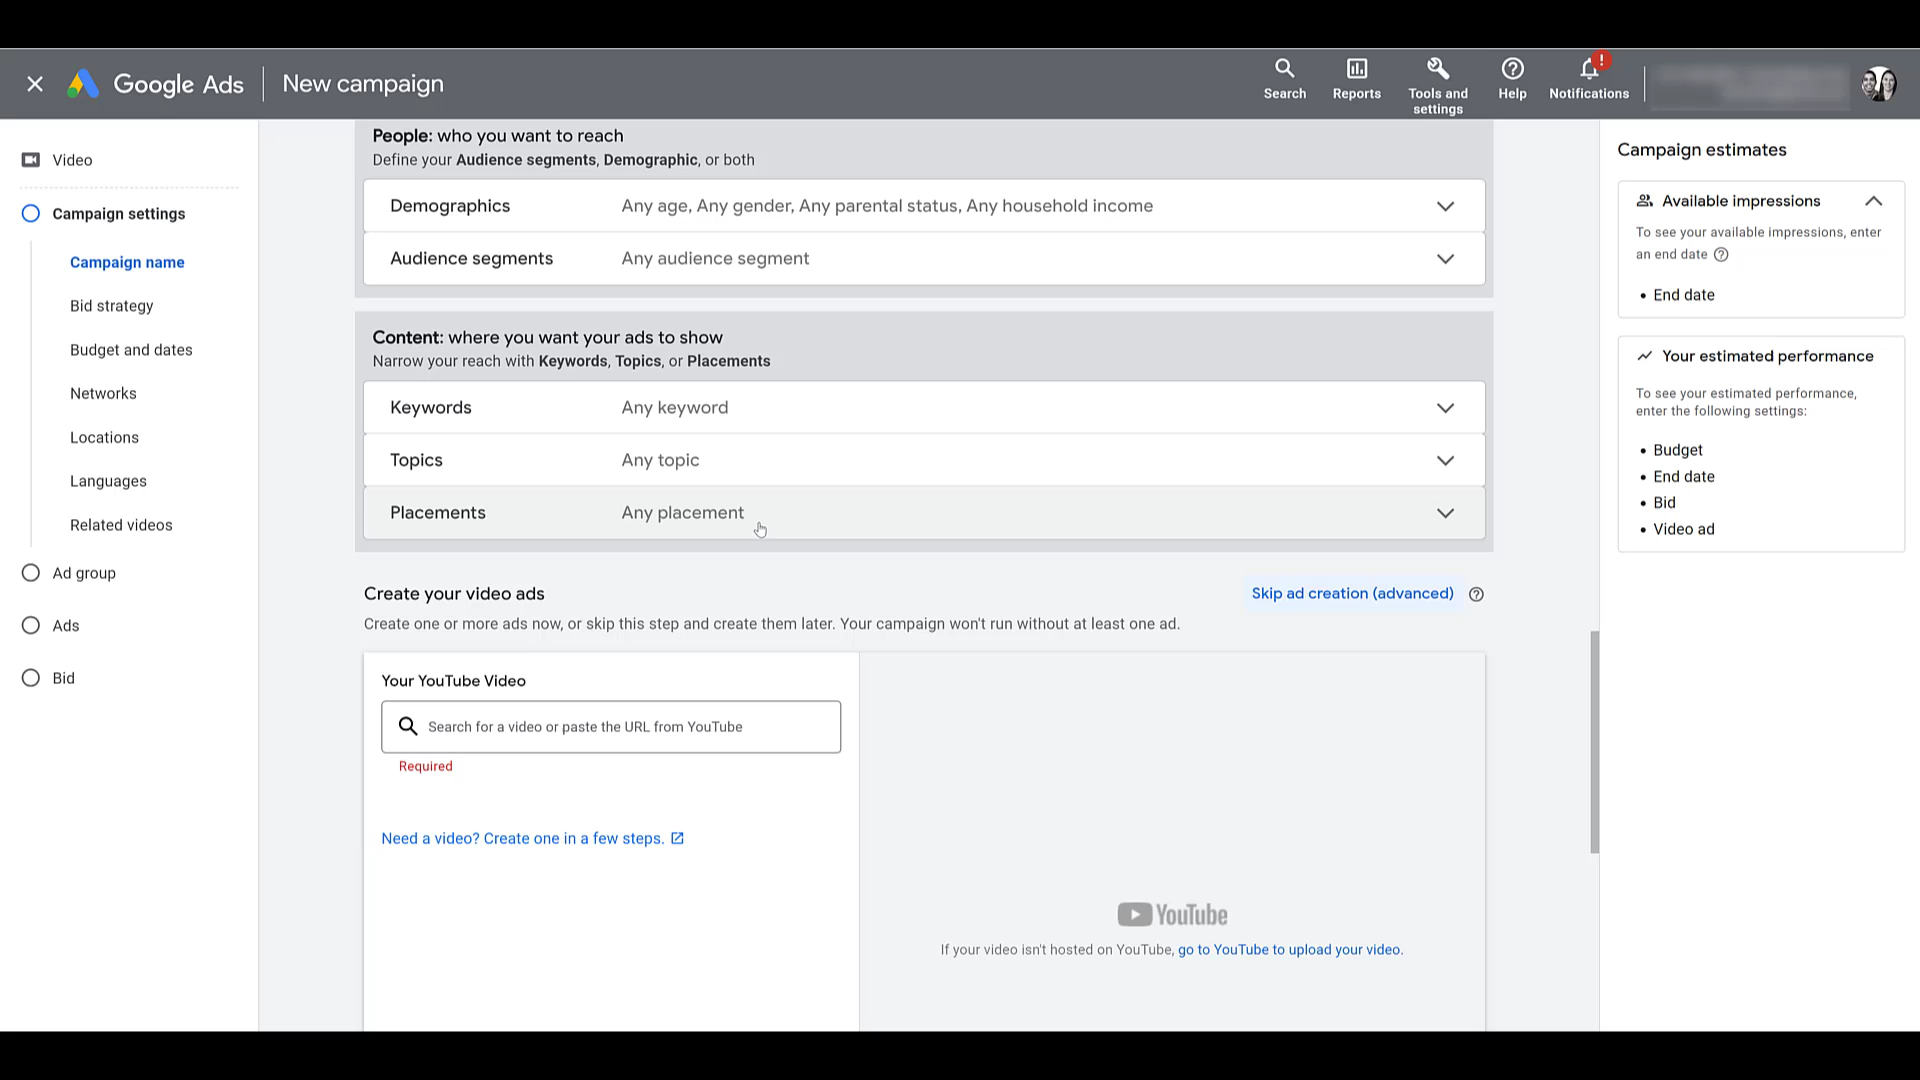 Google Ads
New campaign
Search
Reports
Tools and
settings
Help
!
Notifications
Video
Campaign settings
Campaign name
Bid strategy
Budget and dates
Networks
Locations
Languages
Related videos
Ad group
Ads
Bid
People: who you want to reach
Define your Audience segments, Demographic, or both
Demographics
Any age, Any gender, Any parental status, Any household income
Audience segments
Any audience segment
Content: where you want your ads to show
Narrow your reach with Keywords, Topics, or Placements
Keywords
Any keyword
Topics
Any topic
Placements
Any placement
Create your video ads
Skip ad creation (advanced)
Create one or more ads now, or skip this step and create them later. Your campaign won't run without at least one ad.
Your YouTube Video
Search for a video or paste the URL from YouTube
Required
Need a video? Create one in a few steps.
YouTube
If your video isn't hosted on YouTube, go to YouTube to upload your video.
Campaign estimates
Available impressions
To see your available impressions, enter
an end date
• End date
Your estimated performance
To see your estimated performance,
enter the following settings:
• Budget
• End date
• Bid
• Video ad